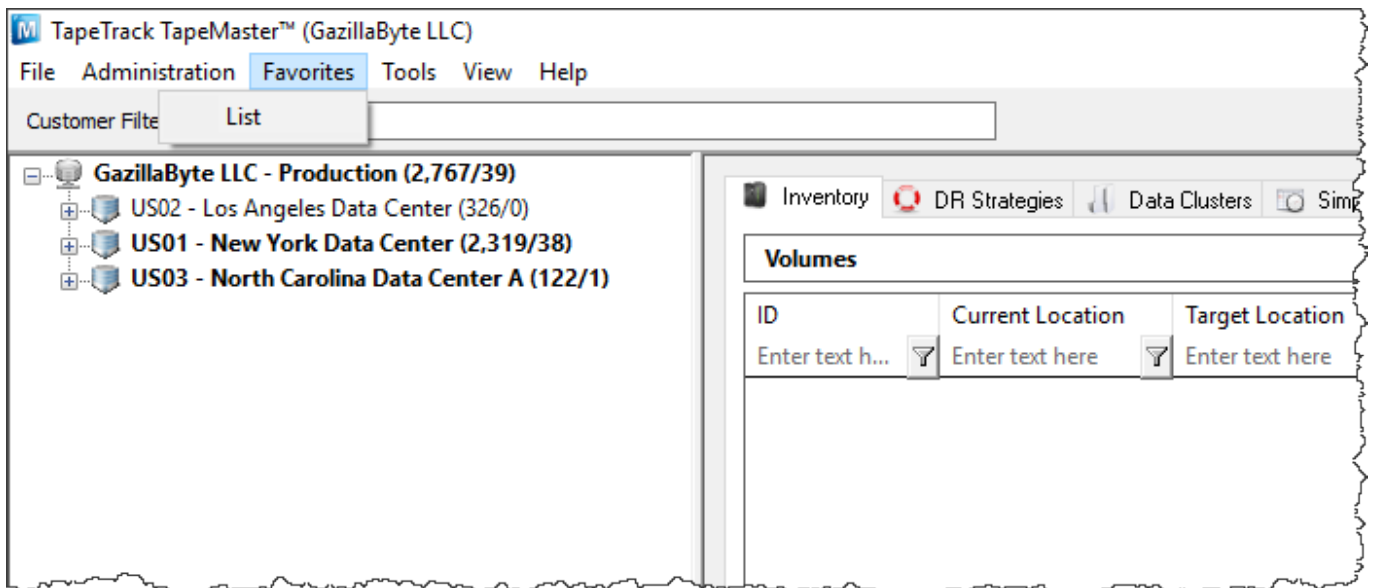 TapeTrack TapeMaster™ (GazillaByte LLC)
File Administration Favorites Tools View Help
List
Customer Filte
GazillaByte LLC - Production (2,767/39)
US02 - Los Angeles Data Center (326/0)
US01 - New York Data Center (2,319/38)
US03 - North Carolina Data Center A (122/1)
Inventory DR Strategies Data Clusters
Volumes
ID Current Location Target Location
Enter text h... Enter text here Enter text here